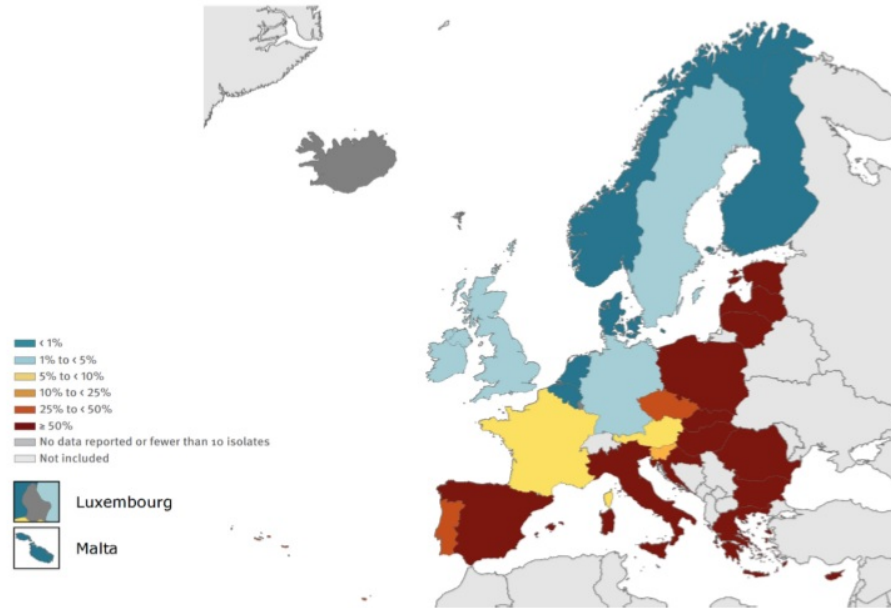 < 1%
1% to < 5%
5% to < 10%
10% to < 25%
25% to < 50%
≥ 50%
No data reported or fewer than 10 isolates
Not included
Luxembourg
Malta